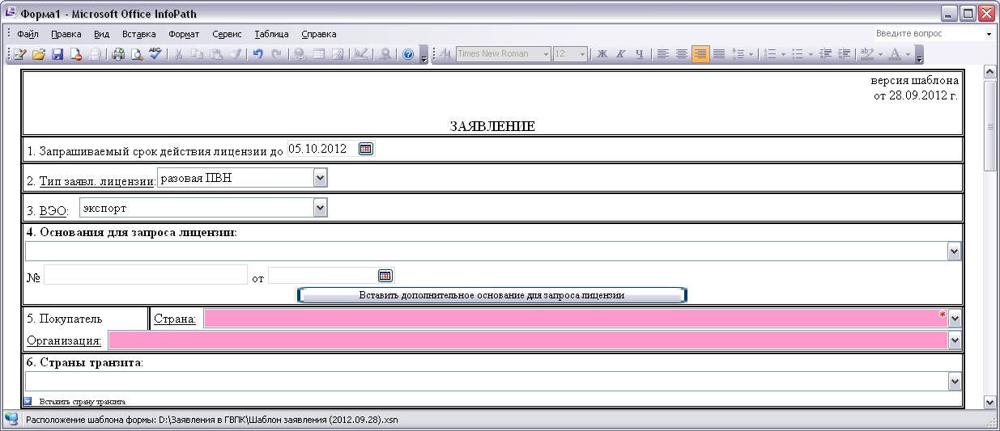 Форма1 - Microsoft Office InfoPath
Файл Правка Вид Вставка Формат Сервис Таблица Справка Введите вопрос
Times New Roman 12 Ж К Ч
версия шаблона
от 28.09.2012 г.
ЗАЯВЛЕНИЕ
1. Запрашиваемый срок действия лицензии до 05.10.2012
2. Тип заявл. лицензии: разовая ПВН
3. ВЭО: экспорт
4. Основания для запроса лицензии:
№ от
Вставить дополнительное основание для запроса лицензии
5. Покупатель Страна: *
Организация:
6. Страны транзита:
Вставить страну транзита
Расположение шаблона формы: D:\Заявления в ГВПК\Шаблон заявления (2012.09.28).xsn